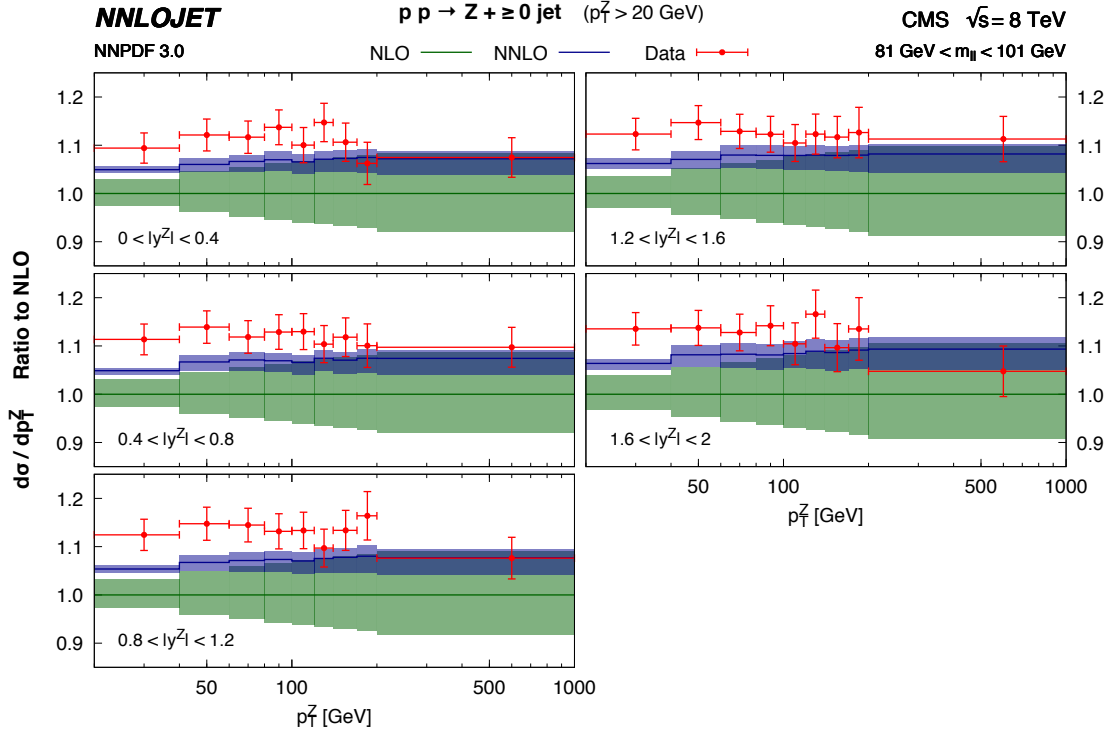 NNLOJET p p → Z + ≥ 0 jet (p_T^Z > 20 GeV) CMS √s = 8 TeV
NNPDF 3.0 NLO NNLO Data 81 GeV < m_ll < 101 GeV
dσ / dp_T^Z Ratio to NLO
1.2
1.1
1.0
0.9
0 < |y^Z| < 0.4
1.2
1.1
1.0
0.9
1.2 < |y^Z| < 1.6
1.2
1.1
1.0
0.9
0.4 < |y^Z| < 0.8
1.2
1.1
1.0
0.9
1.6 < |y^Z| < 2
50 100 500 1000
p_T^Z [GeV]
1.2
1.1
1.0
0.9
0.8 < |y^Z| < 1.2
50 100 500 1000
p_T^Z [GeV]